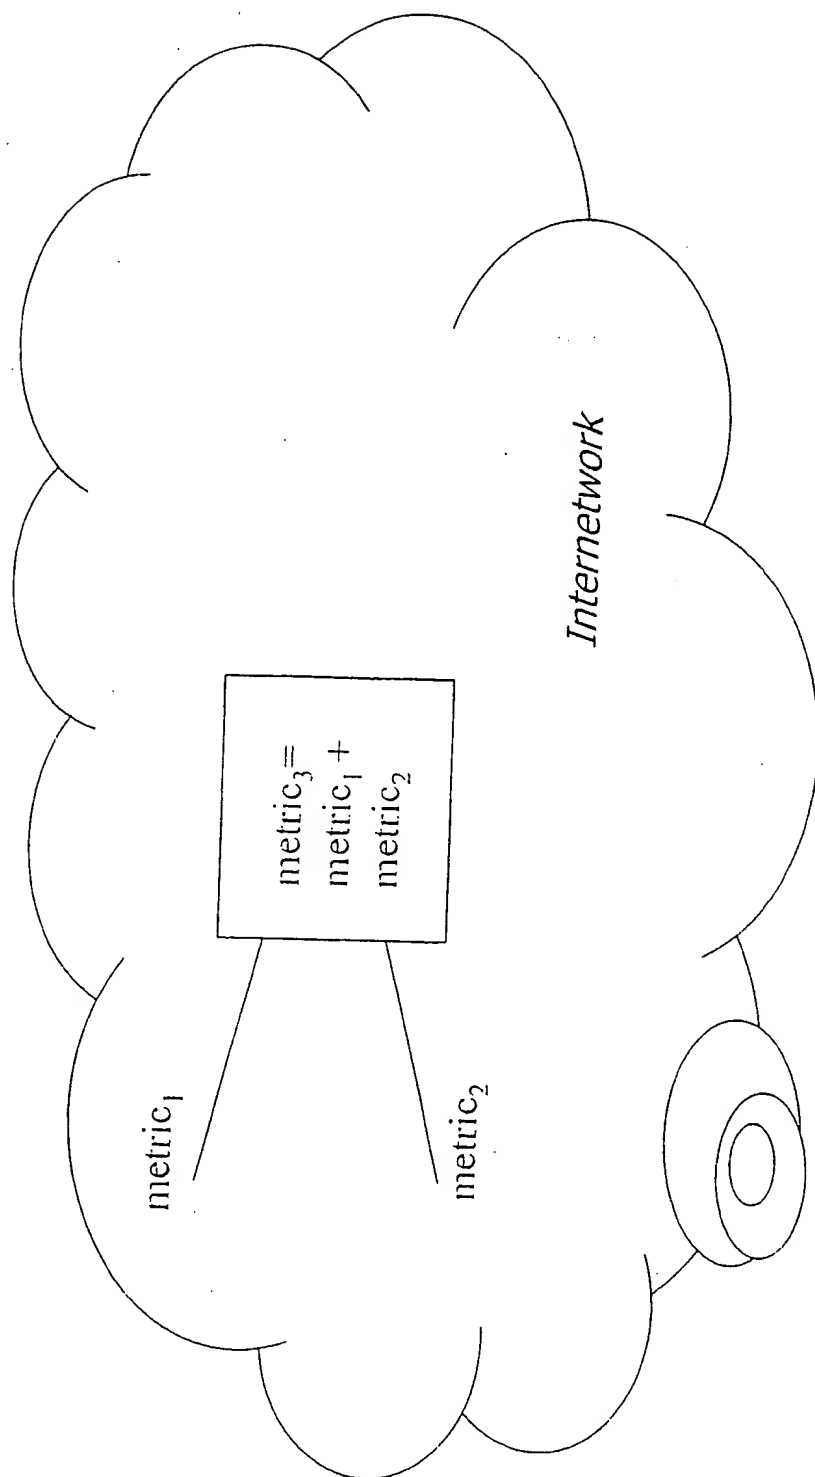 metric₁
metric₃=
metric₁ +
metric₂
metric₂
Internetwork